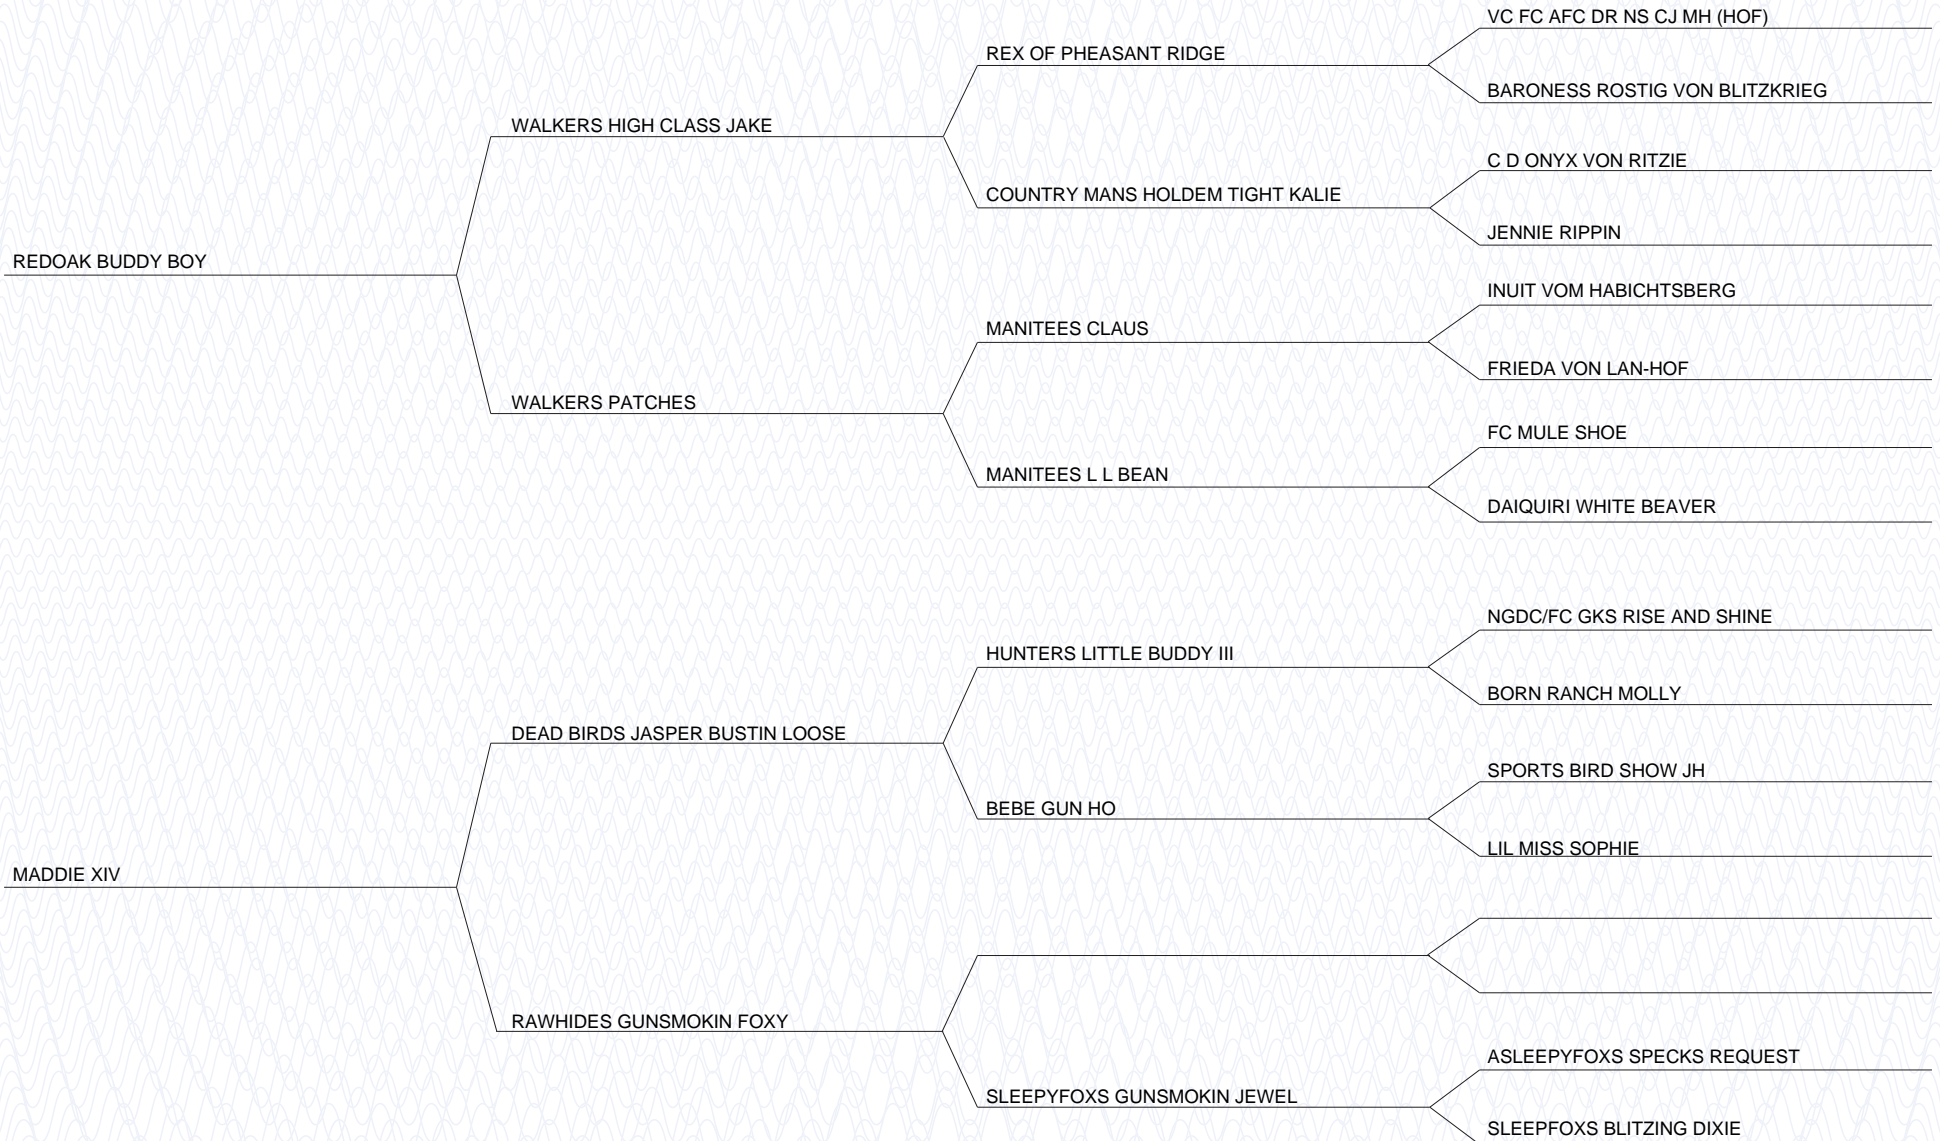 VC FC AFC DR NS CJ MH (HOF)
REX OF PHEASANT RIDGE
BARONESS ROSTIG VON BLITZKRIEG
WALKERS HIGH CLASS JAKE
C D ONYX VON RITZIE
COUNTRY MANS HOLDEM TIGHT KALIE
JENNIE RIPPIN
REDOAK BUDDY BOY
INUIT VOM HABICHTSBERG
MANITEES CLAUS
FRIEDA VON LAN-HOF
WALKERS PATCHES
FC MULE SHOE
MANITEES L L BEAN
DAIQUIRI WHITE BEAVER
NGDC/FC GKS RISE AND SHINE
HUNTERS LITTLE BUDDY III
BORN RANCH MOLLY
DEAD BIRDS JASPER BUSTIN LOOSE
SPORTS BIRD SHOW JH
BEBE GUN HO
LIL MISS SOPHIE
MADDIE XIV
RAWHIDES GUNSMOKIN FOXY
ASLEEPYFOXS SPECKS REQUEST
SLEEPYFOXS GUNSMOKIN JEWEL
SLEEPFOXS BLITZING DIXIE